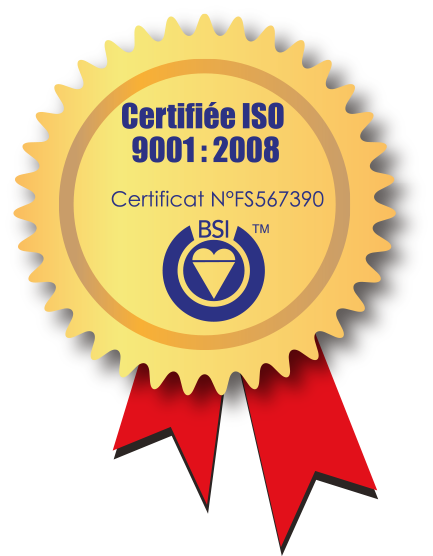 Certifiée ISO
9001 : 2008
Certificat N°FS567390
BSI ™